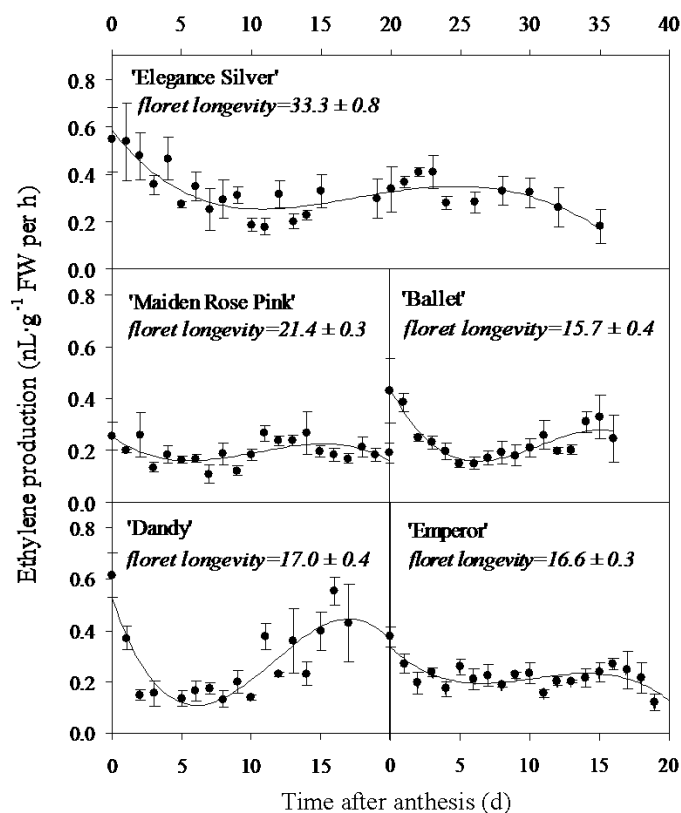 0 5 10 15 20 25 30 35 40
'Elegance Silver'
floret longevity=33.3 ± 0.8
0.8
0.6
0.4
0.2
0.0
'Maiden Rose Pink'
floret longevity=21.4 ± 0.3
'Ballet'
floret longevity=15.7 ± 0.4
0.8
0.6
0.4
0.2
0.0
'Dandy'
floret longevity=17.0 ± 0.4
'Emperor'
floret longevity=16.6 ± 0.3
0.8
0.6
0.4
0.2
0.0
0 5 10 15 0 5 10 15 20
Ethylene production (nL·g⁻¹ FW per h)
Time after anthesis (d)